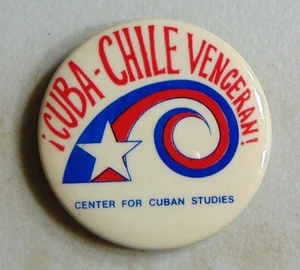 ¡CUBA-CHILE VENCERAN!
CENTER FOR CUBAN STUDIES